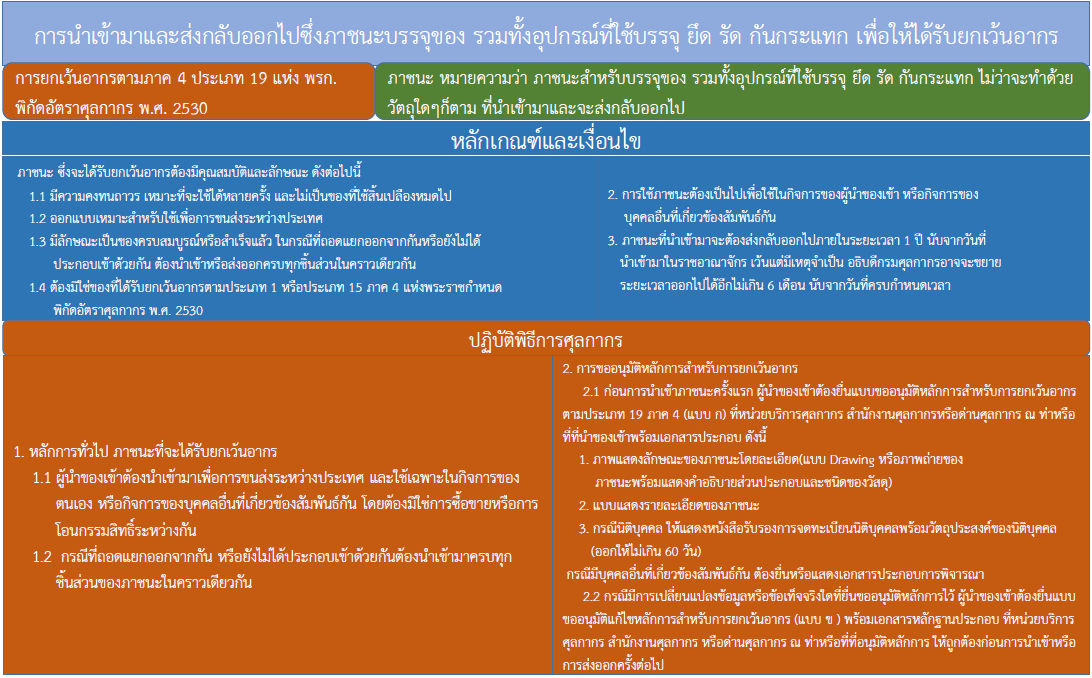 การนำเข้ามาและส่งกลับออกไปซึ่งภาชนะบรรจุของ รวมทั้งอุปกรณ์ที่ใช้บรรจุ ยึด รัด กันกระแทก เพื่อให้ได้รับยกเว้นอากร
การยกเว้นอากรตามภาค 4 ประเภท 19 แห่ง พรก.
พิกัดอัตราศุลกากร พ.ศ. 2530
ภาชนะ หมายความว่า ภาชนะสำหรับบรรจุของ รวมทั้งอุปกรณ์ที่ใช้บรรจุ ยึด รัด กันกระแทก ไม่ว่าจะทำด้วย
วัตถุใดๆก็ตาม ที่นำเข้ามาและจะส่งกลับออกไป
หลักเกณฑ์และเงื่อนไข
ภาชนะ ซึ่งจะได้รับยกเว้นอากรต้องมีคุณสมบัติและลักษณะ ดังต่อไปนี้
1.1 มีความคงทนถาวร เหมาะที่จะใช้ได้หลายครั้ง และไม่เป็นของที่ใช้สิ้นเปลืองหมดไป
1.2 ออกแบบเหมาะสำหรับใช้เพื่อการขนส่งระหว่างประเทศ
1.3 มีลักษณะเป็นของครบสมบูรณ์หรือสำเร็จแล้ว ในกรณีที่ถอดแยกออกจากกันหรือยังไม่ได้
ประกอบเข้าด้วยกัน ต้องนำเข้าหรือส่งออกครบทุกชิ้นส่วนในคราวเดียวกัน
1.4 ต้องมิใช่ของที่ได้รับยกเว้นอากรตามประเภท 1 หรือประเภท 15 ภาค 4 แห่งพระราชกำหนด
พิกัดอัตราศุลกากร พ.ศ. 2530
2. การใช้ภาชนะต้องเป็นไปเพื่อใช้ในกิจการของผู้นำของเข้า หรือกิจการของ
บุคคลอื่นที่เกี่ยวข้องสัมพันธ์กัน
3. ภาชนะที่นำเข้ามาจะต้องส่งกลับออกไปภายในระยะเวลา 1 ปี นับจากวันที่
นำเข้ามาในราชอาณาจักร เว้นแต่มีเหตุจำเป็น อธิบดีกรมศุลกากรอาจจะขยาย
ระยะเวลาออกไปได้อีกไม่เกิน 6 เดือน นับจากวันที่ครบกำหนดเวลา
ปฏิบัติพิธีการศุลกากร
1. หลักการทั่วไป ภาชนะที่จะได้รับยกเว้นอากร
1.1 ผู้นำของเข้าต้องนำเข้ามาเพื่อการขนส่งระหว่างประเทศ และใช้เฉพาะในกิจการของ
ตนเอง หรือกิจการของบุคคลอื่นที่เกี่ยวข้องสัมพันธ์กัน โดยต้องมิใช่การซื้อขายหรือการ
โอนกรรมสิทธิ์ระหว่างกัน
1.2 กรณีที่ถอดแยกออกจากกัน หรือยังไม่ได้ประกอบเข้าด้วยกันต้องนำเข้ามาครบทุก
ชิ้นส่วนของภาชนะในคราวเดียวกัน
2. การขออนุมัติหลักการสำหรับการยกเว้นอากร
2.1 ก่อนการนำเข้าภาชนะครั้งแรก ผู้นำของเข้าต้องยื่นแบบขออนุมัติหลักการสำหรับการยกเว้นอากร
ตามประเภท 19 ภาค 4 (แบบ ก) ที่หน่วยบริการศุลกากร สำนักงานศุลกากรหรือด่านศุลกากร ณ ท่าหรือ
ที่ที่นำของเข้าพร้อมเอกสารประกอบ ดังนี้
1. ภาพแสดงลักษณะของภาชนะโดยละเอียด(แบบ Drawing หรือภาพถ่ายของ
ภาชนะพร้อมแสดงคำอธิบายส่วนประกอบและชนิดของวัสดุ)
2. แบบแสดงรายละเอียดของภาชนะ
3. กรณีนิติบุคคล ให้แสดงหนังสือรับรองการจดทะเบียนนิติบุคคลพร้อมวัตถุประสงค์ของนิติบุคคล
(ออกให้ไม่เกิน 60 วัน)
กรณีมีบุคคลอื่นที่เกี่ยวข้องสัมพันธ์กัน ต้องยื่นหรือแสดงเอกสารประกอบการพิจารณา
2.2 กรณีมีการเปลี่ยนแปลงข้อมูลหรือข้อเท็จจริงใดที่ยื่นขออนุมัติหลักการไว้ ผู้นำของเข้าต้องยื่นแบบ
ขออนุมัติแก้ไขหลักการสำหรับการยกเว้นอากร (แบบ ข ) พร้อมเอกสารหลักฐานประกอบ ที่หน่วยบริการ
ศุลกากร สำนักงานศุลกากร หรือด่านศุลกากร ณ ท่าหรือที่ที่อนุมัติหลักการ ให้ถูกต้องก่อนการนำเข้าหรือ
การส่งออกครั้งต่อไป